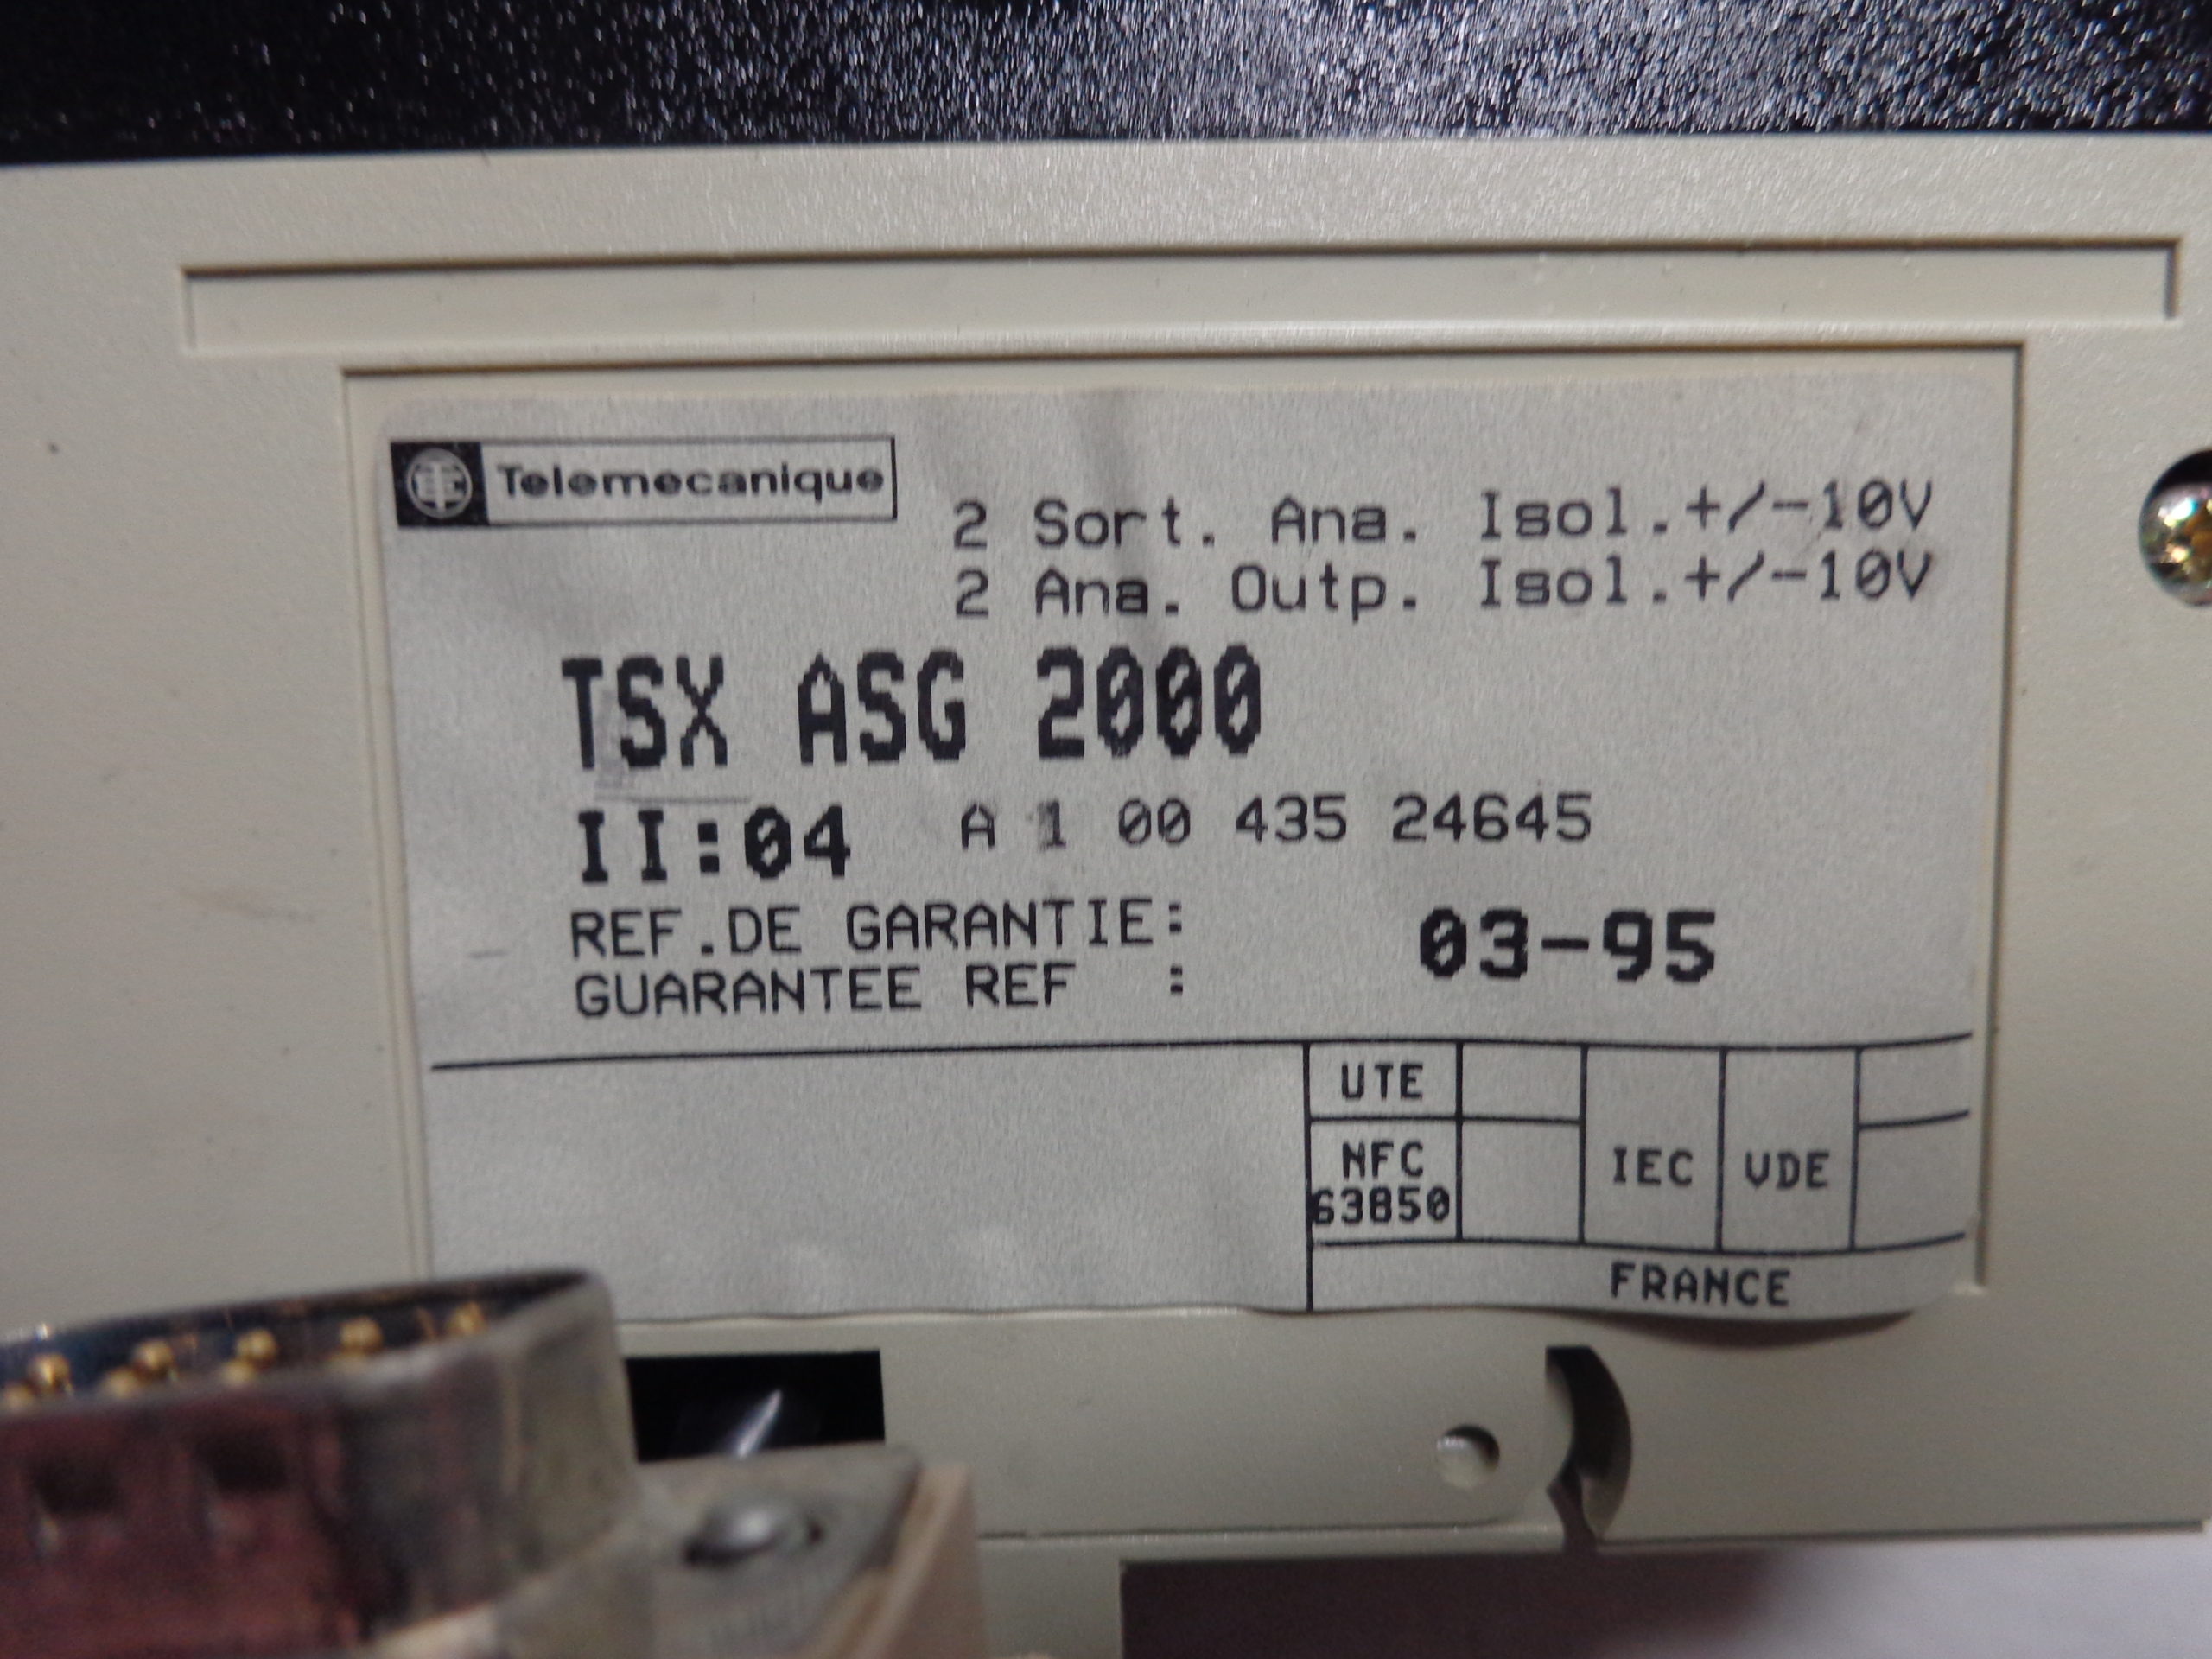 Telemecanique
2 Sort. Ana. Isol.+/-10V
2 Ana. Outp. Isol.+/-10V
TSX ASG 2000
II:04 A 1 00 435 24645
REF.DE GARANTIE:
GUARANTEE REF :
03-95
UTE
NFC
63850
IEC
VDE
FRANCE